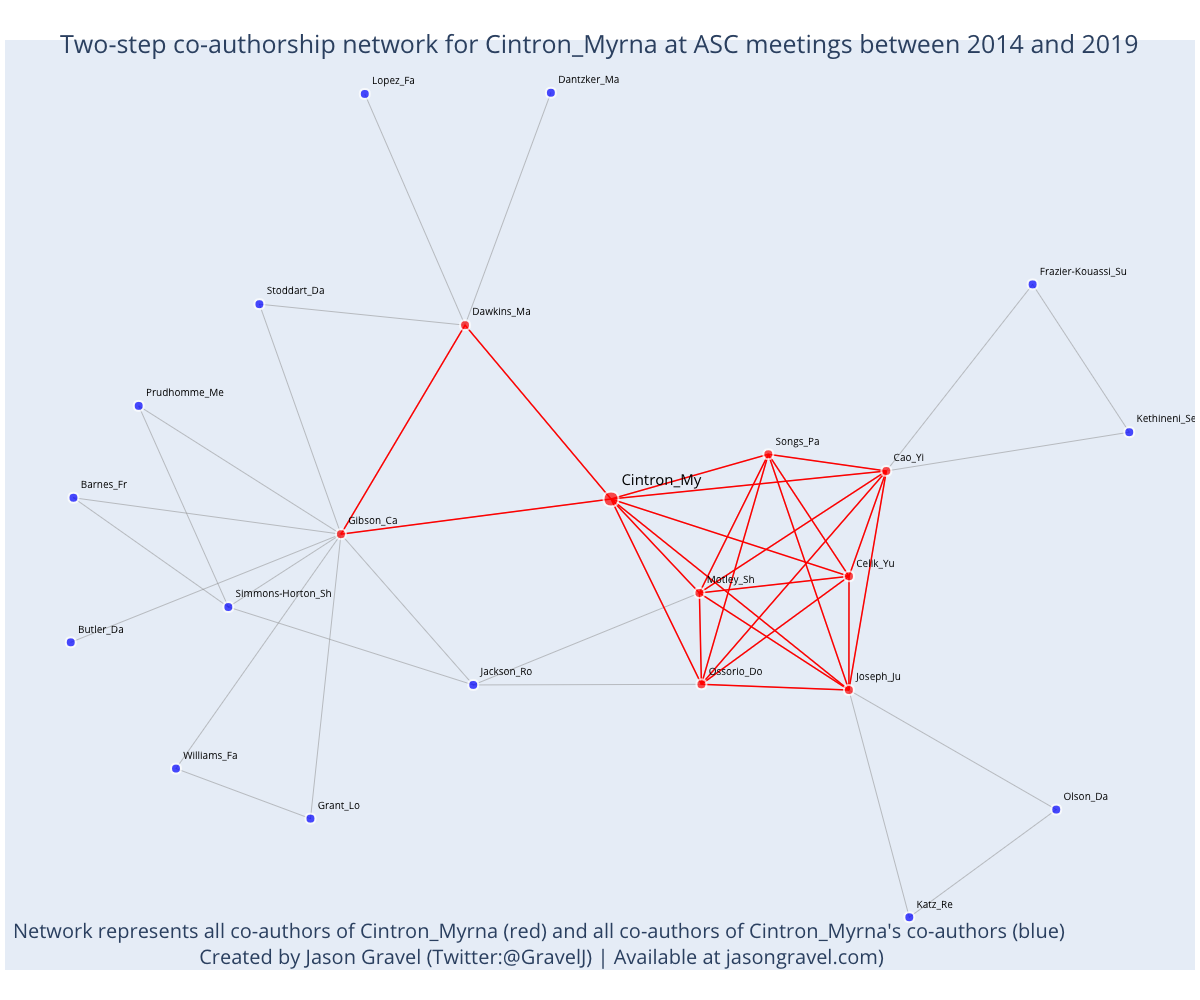 Two-step co-authorship network for Cintron_Myrna at ASC meetings between 2014 and 2019
Lopez_Fa
Dantzker_Ma
Frazier-Kouassi_Su
Stoddart_Da
Dawkins_Ma
Prudhomme_Me
Kethineni_Se
Songs_Pa
Cao_Yi
Cintron_My
Barnes_Fr
Gibson_Ca
Celik_Yu
Motley_Sh
Simmons-Horton_Sh
Butler_Da
Jackson_Ro
Ossorio_Do
Joseph_Ju
Williams_Fa
Grant_Lo
Olson_Da
Katz_Re
Network represents all co-authors of Cintron_Myrna (red) and all co-authors of Cintron_Myrna's co-authors (blue)
Created by Jason Gravel (Twitter:@GravelJ) | Available at jasongravel.com)